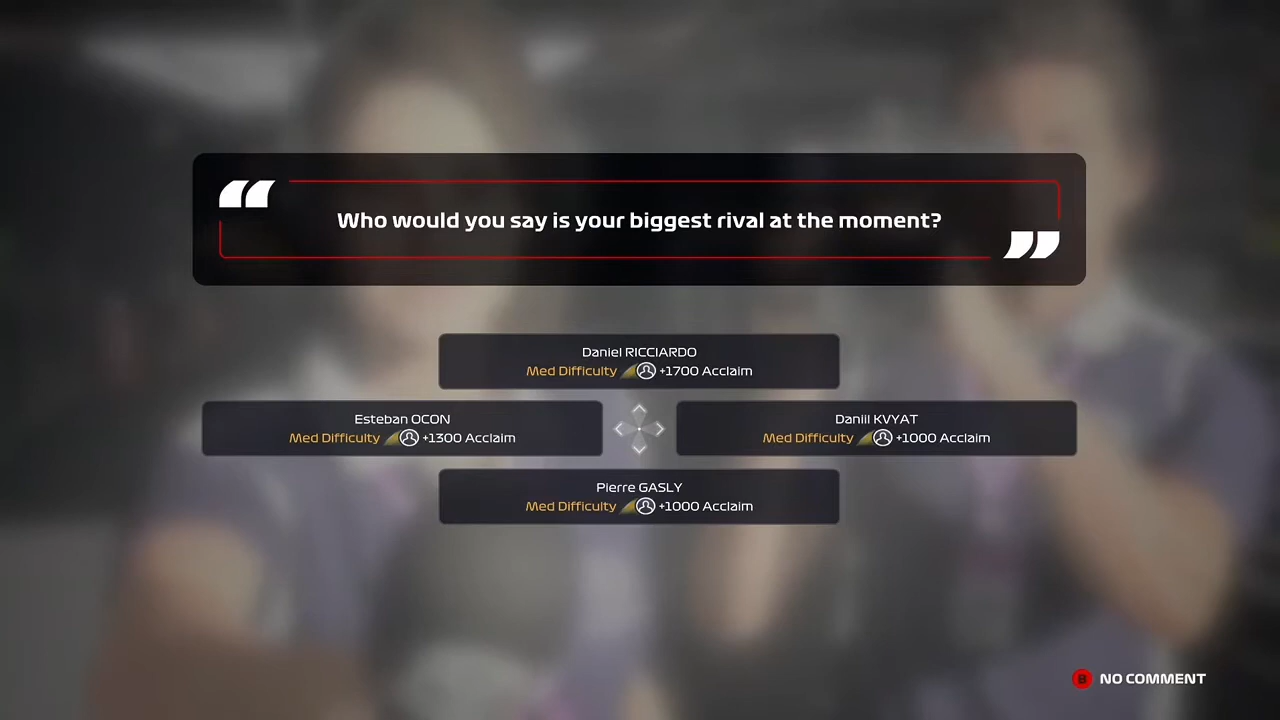 Who would you say is your biggest rival at the moment?
Daniel RICCIARDO
Med Difficulty +1700 Acclaim
Esteban OCON
Med Difficulty +1300 Acclaim
Daniil KVYAT
Med Difficulty +1000 Acclaim
Pierre GASLY
Med Difficulty +1000 Acclaim
B NO COMMENT